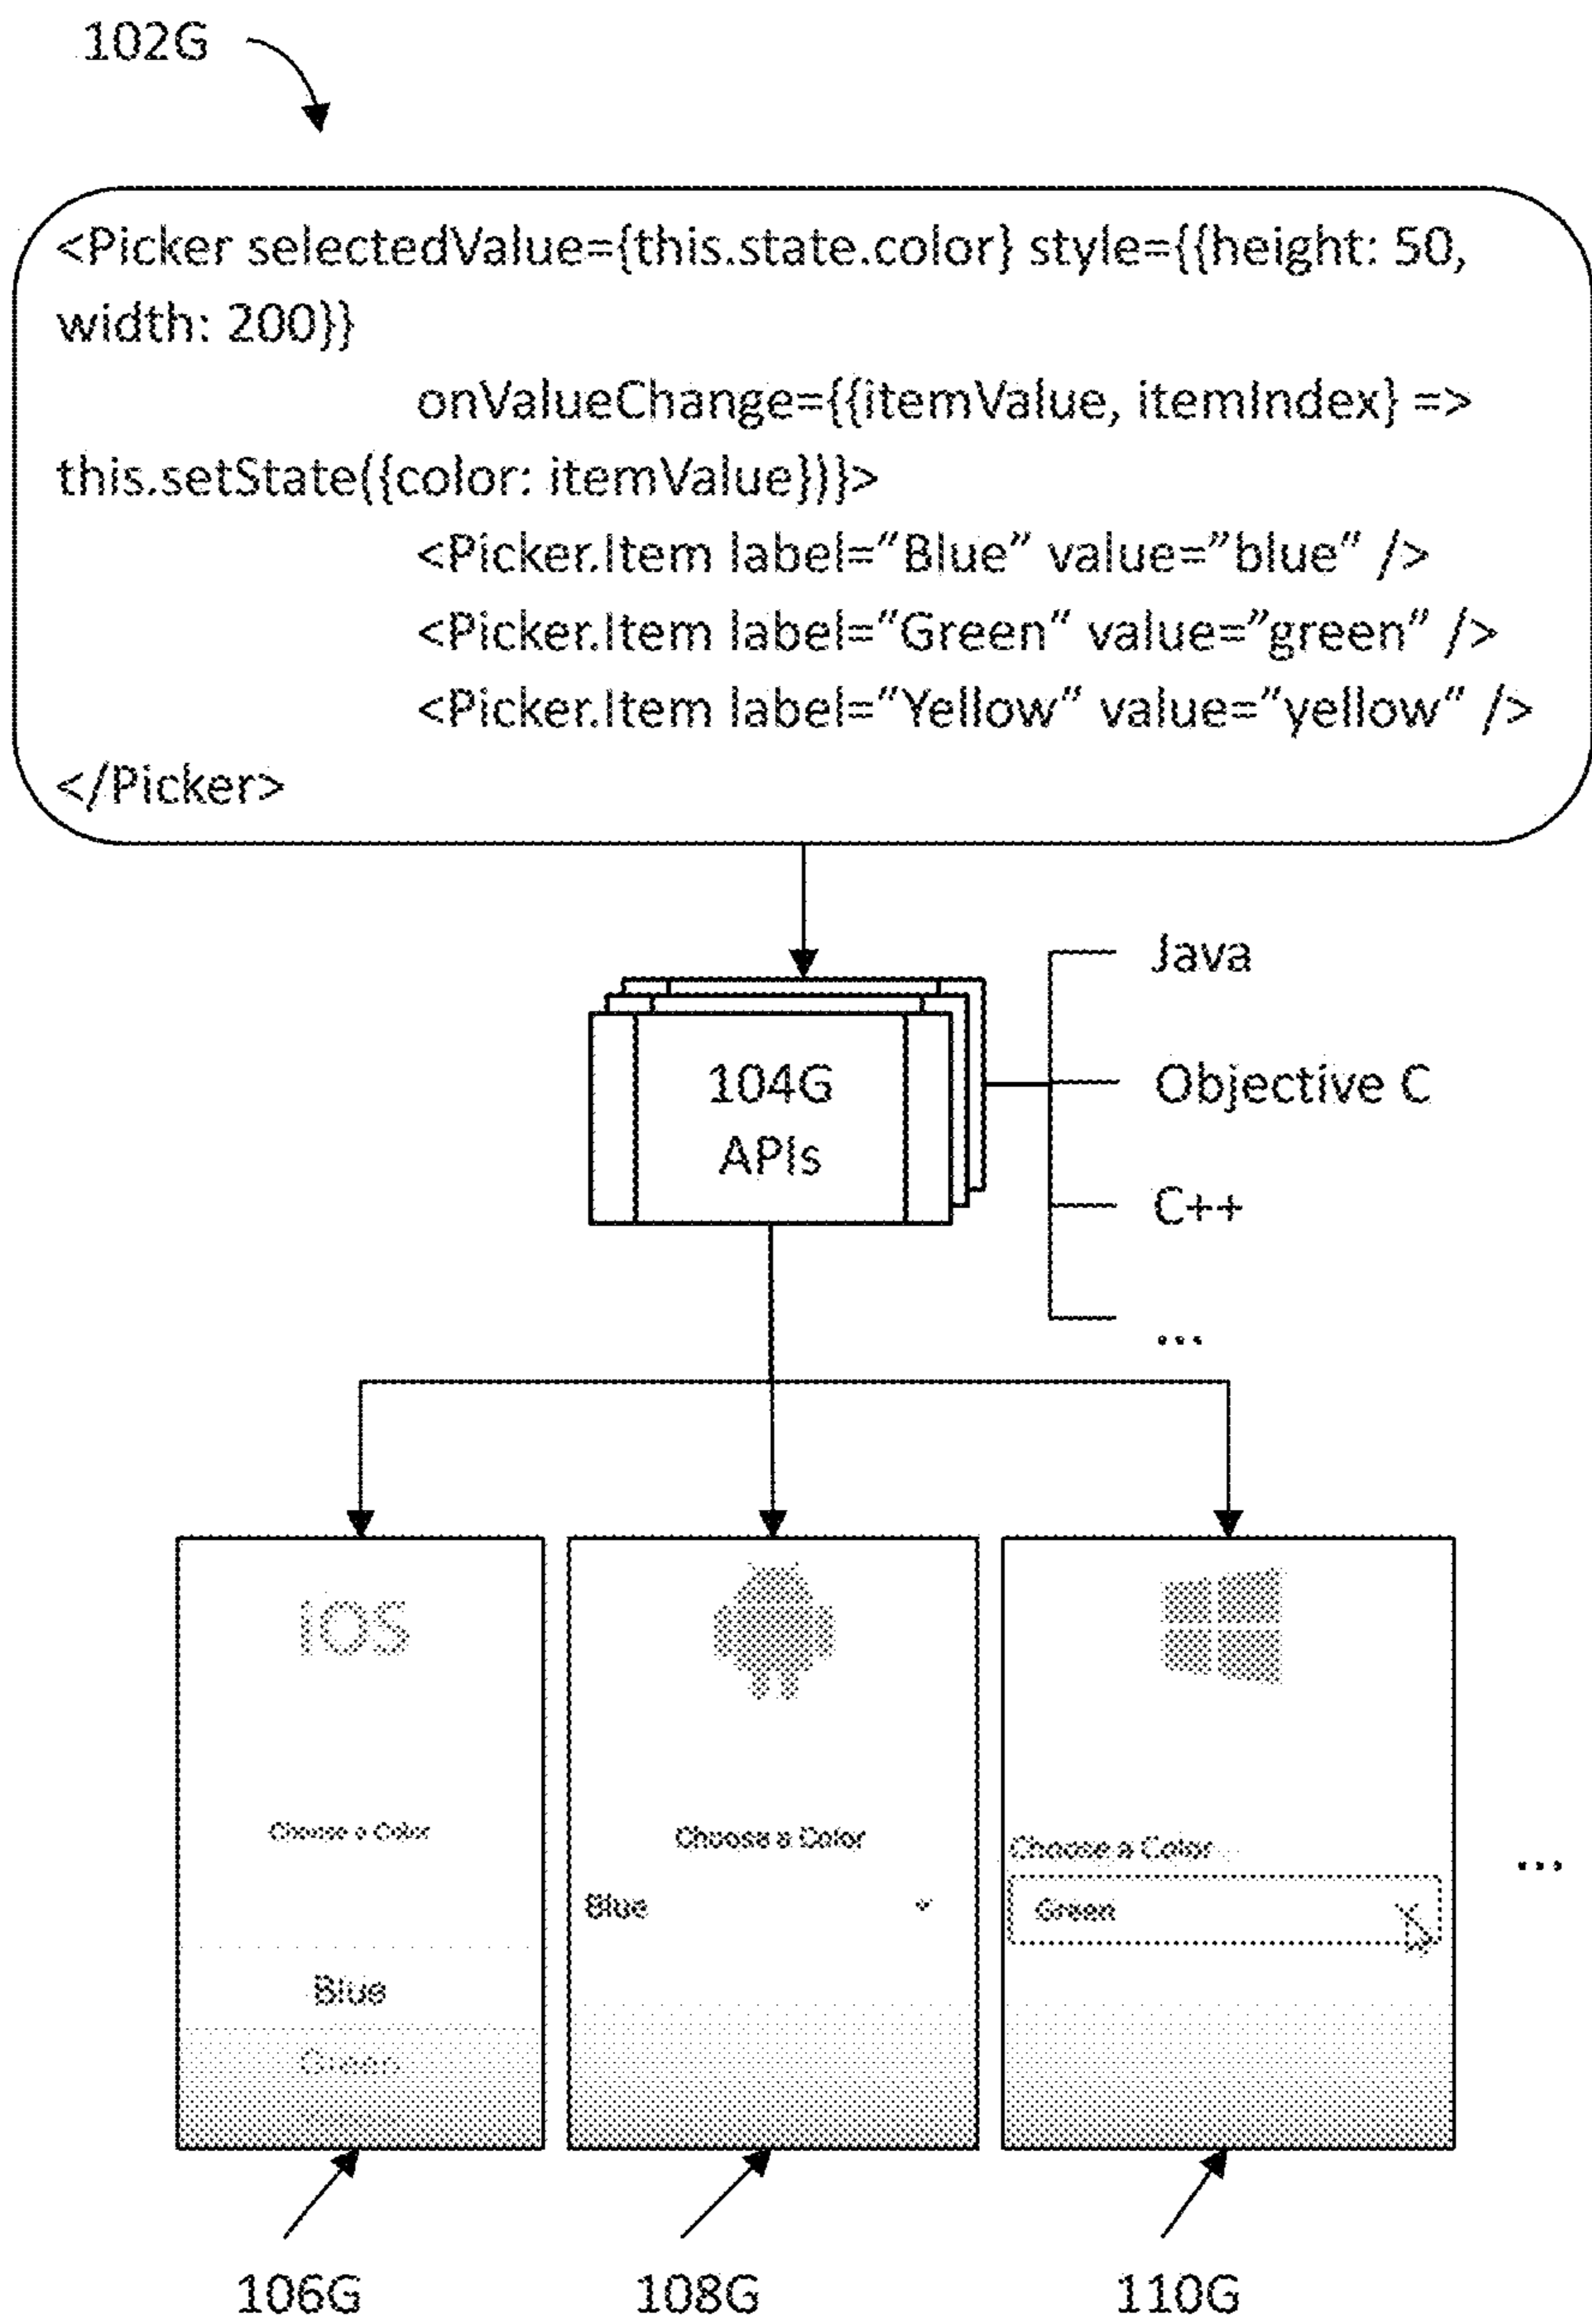 102G
<Picker selectedValue={this.state.color} style={{height: 50,
width: 200}}
onValueChange={{itemValue, itemIndex} =>
this.setState({color: itemValue})}>
<Picker.Item label=”Blue” value=”blue” />
<Picker.Item label=”Green” value=”green” />
<Picker.Item label=”Yellow” value=”yellow” />
</Picker>
104G
APIs
Java
Objective C
C++
...
iOS
Choose a Color
Blue
Green
Choose a Color
Blue
Choose a Color
Green
...
106G
108G
110G